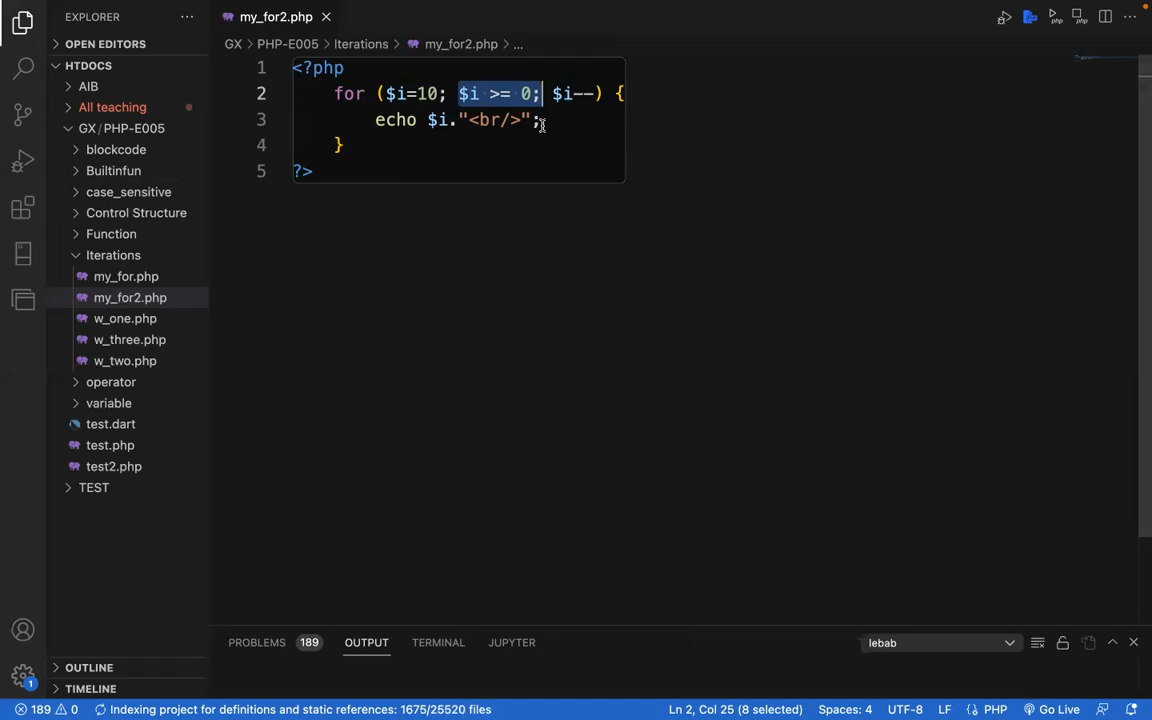 EXPLORER ...
my_for2.php
OPEN EDITORS
GX > PHP-E005 > Iterations > my_for2.php > ...
HTDOCS
AIB
All teaching
GX / PHP-E005
blockcode
Builtinfun
case_sensitive
Control Structure
Function
Iterations
my_for.php
my_for2.php
w_one.php
w_three.php
w_two.php
operator
variable
test.dart
test.php
test2.php
TEST
OUTLINE
TIMELINE
1 <?php
2 for ($i=10; $i >= 0; $i--) {
3 echo $i."<br/>";
4 }
5 ?>
PROBLEMS 189 OUTPUT TERMINAL JUPYTER lebab
1
189 0 Indexing project for definitions and static references: 1675/25520 files Ln 2, Col 25 (8 selected) Spaces: 4 UTF-8 LF {} PHP Go Live